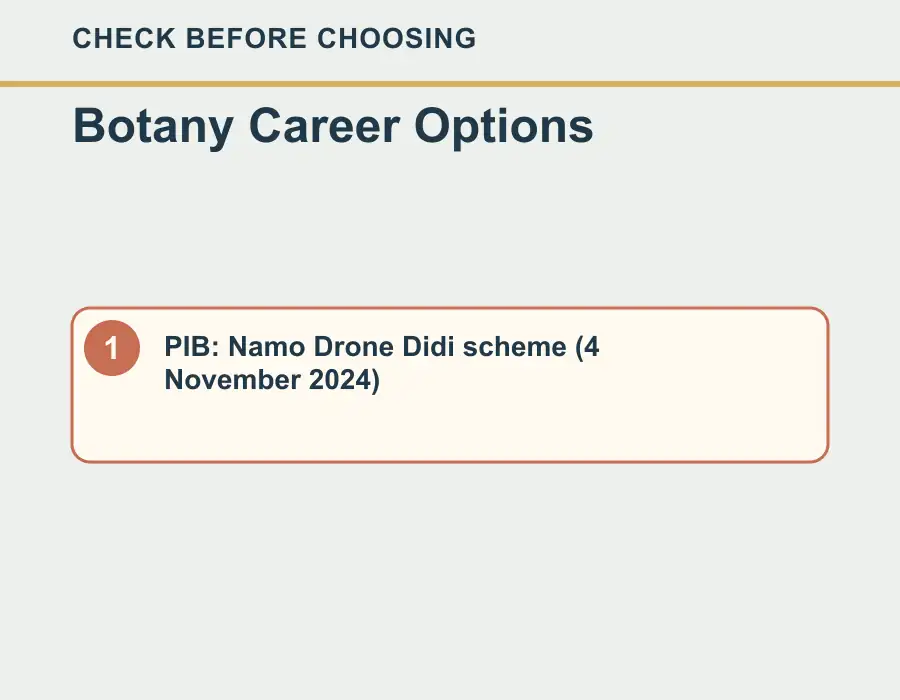 CHECK BEFORE CHOOSING
Botany Career Options
1
PIB: Namo Drone Didi scheme (4
November 2024)